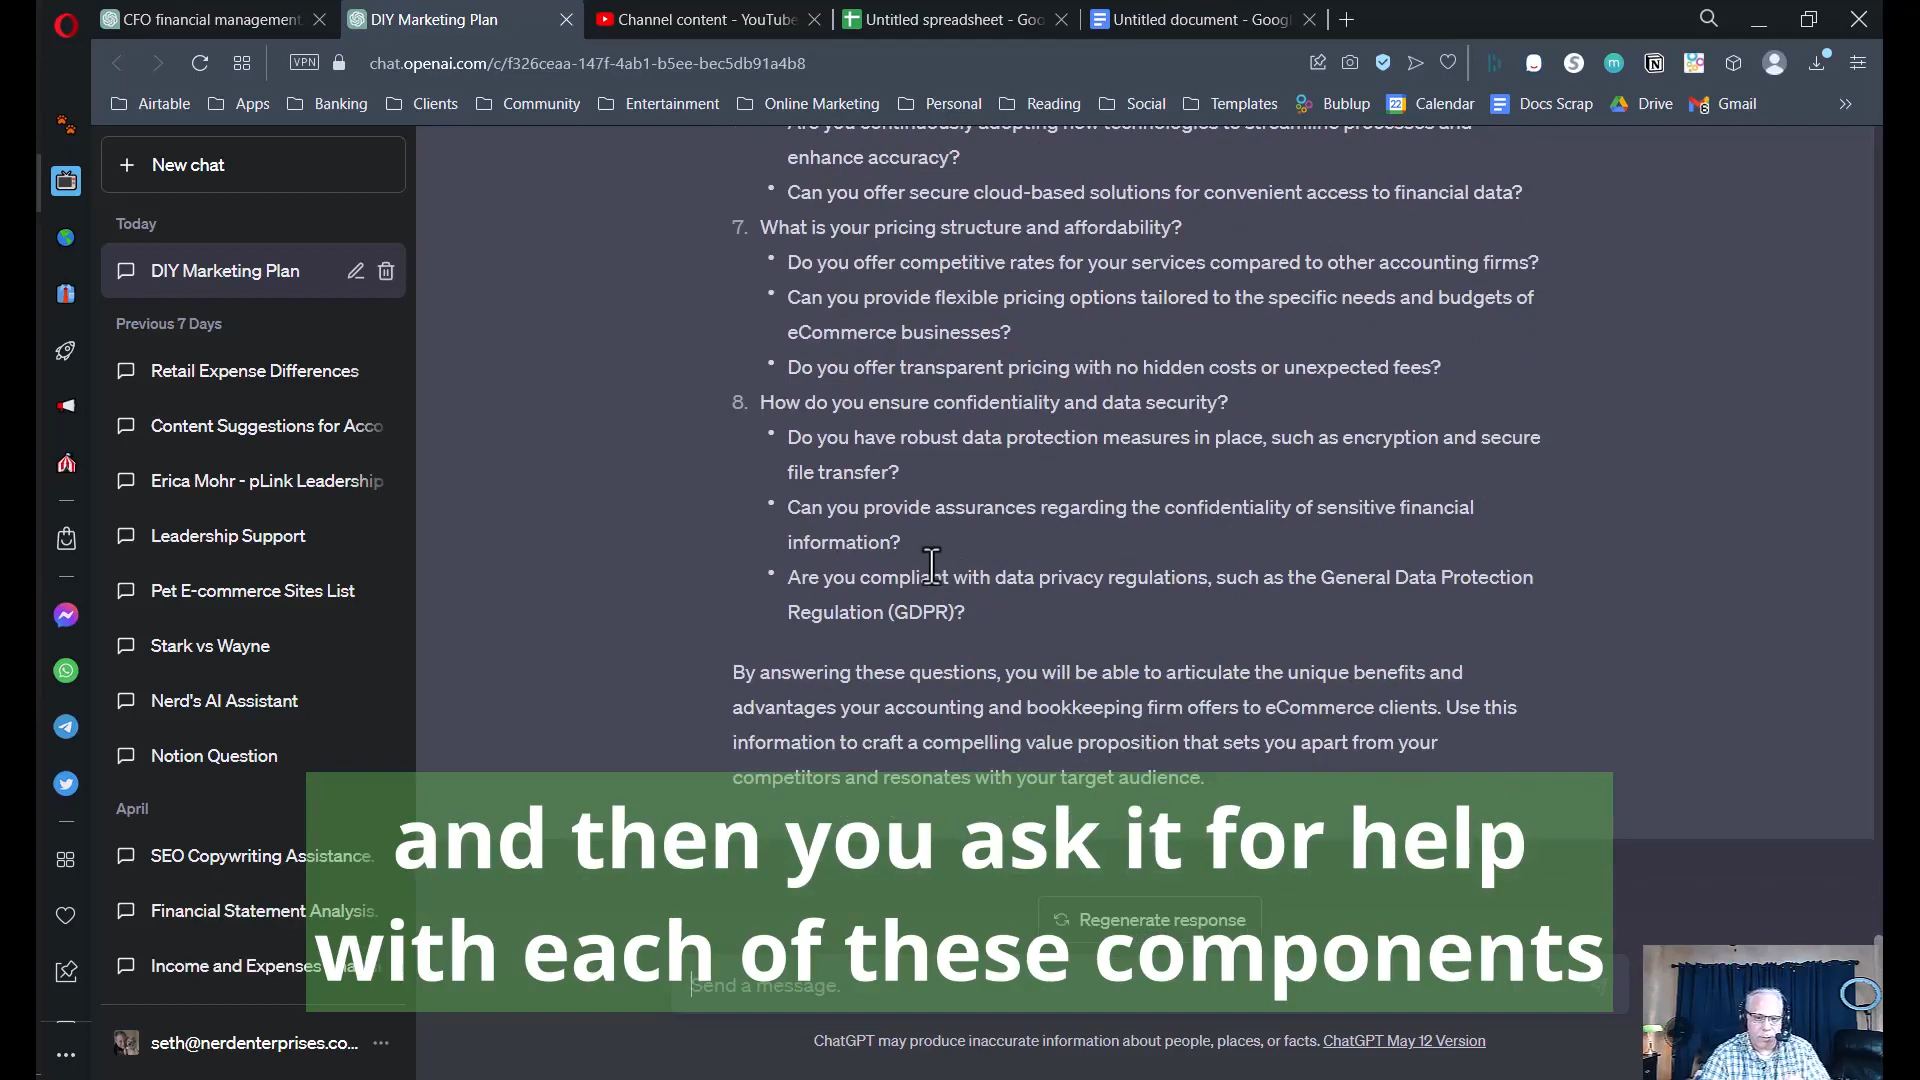 CFO financial management
DIY Marketing Plan
Channel content - YouTube
Untitled spreadsheet - Goo
Untitled document - Googl
VPN
chat.openai.com/c/f326ceaa-147f-4ab1-b5ee-bec5db91a4b8
Airtable
Apps
Banking
Clients
Community
Entertainment
Online Marketing
Personal
Reading
Social
Templates
Bublup
22
Calendar
Docs Scrap
Drive
Gmail
New chat
Today
DIY Marketing Plan
Previous 7 Days
Retail Expense Differences
Content Suggestions for Acco
Erica Mohr - pLink Leadership
Leadership Support
Pet E-commerce Sites List
Stark vs Wayne
Nerd's AI Assistant
Notion Question
April
SEO Copywriting Assistance.
Financial Statement Analysis.
Income and Expenses
seth@nerdenterprises.co...
Are you continuously adopting new technologies to streamline processes and
enhance accuracy?
• Can you offer secure cloud-based solutions for convenient access to financial data?
7. What is your pricing structure and affordability?
• Do you offer competitive rates for your services compared to other accounting firms?
• Can you provide flexible pricing options tailored to the specific needs and budgets of
eCommerce businesses?
• Do you offer transparent pricing with no hidden costs or unexpected fees?
8. How do you ensure confidentiality and data security?
• Do you have robust data protection measures in place, such as encryption and secure
file transfer?
• Can you provide assurances regarding the confidentiality of sensitive financial
information?
• Are you compliant with data privacy regulations, such as the General Data Protection
Regulation (GDPR)?
By answering these questions, you will be able to articulate the unique benefits and
advantages your accounting and bookkeeping firm offers to eCommerce clients. Use this
information to craft a compelling value proposition that sets you apart from your
competitors and resonates with your target audience.
and then you ask it for help
with each of these components
Regenerate response
Send a message.
ChatGPT may produce inaccurate information about people, places, or facts. ChatGPT May 12 Version